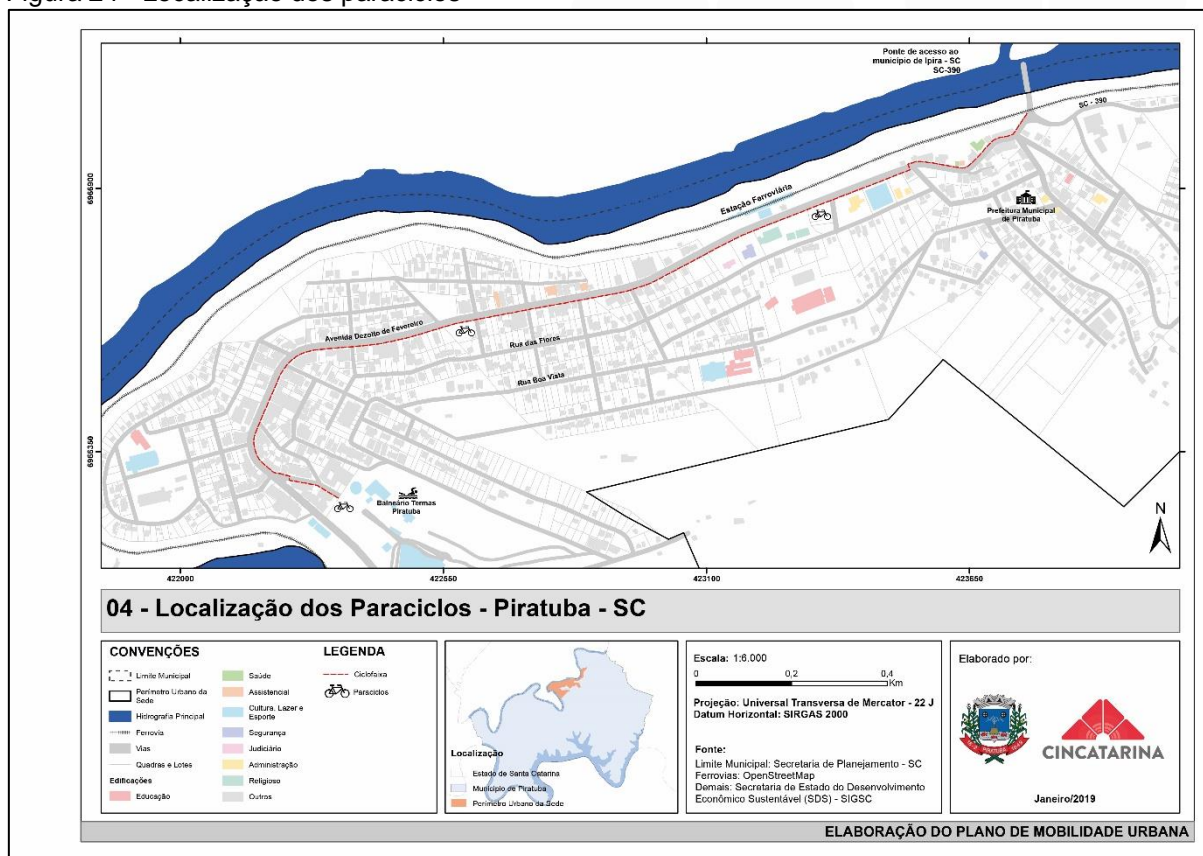 Figura 24 - Localização dos paraciclos
Ponte de acesso ao
município de Ipira - SC
SC-390
SC - 390
6966900
Estação Farroviária
Prefeitura Municipal
de Piratuba
Avenida Dezoito de Fevereiro
Rua das Flores
Rua Boa Vista
Balneário Termas
Piratuba
N
422000
422550
423100
423650
04 - Localização dos Paraciclos - Piratuba - SC
CONVENÇÕES
Limite Municipal
Perímetro Urbano da
Sede
Hidrografia Principal
Ferrovia
Vias
Quadras e Lotes
Edificações
Educação
Saúde
Assistencial
Cultura, Lazer e
Esporte
Segurança
Judiciário
Administração
Religioso
Outros
LEGENDA
Ciclofaixa
Paraciclos
Localização
Estado de Santa Catarina
Município de Piratuba
Perímetro Urbano da Sede
Escala: 1:6.000
0 0,2 0,4
Km
Projeção: Universal Transversa de Mercator - 22 J
Datum Horizontal: SIRGAS 2000
Fonte:
Limite Municipal: Secretaria de Planejamento - SC
Ferrovias: OpenStreetMap
Demais: Secretaria de Estado do Desenvolvimento
Econômico Sustentável (SDS) - SIGSC
Elaborado por:
PIRATUBA
CINCATARINA
Janeiro/2019
ELABORAÇÃO DO PLANO DE MOBILIDADE URBANA